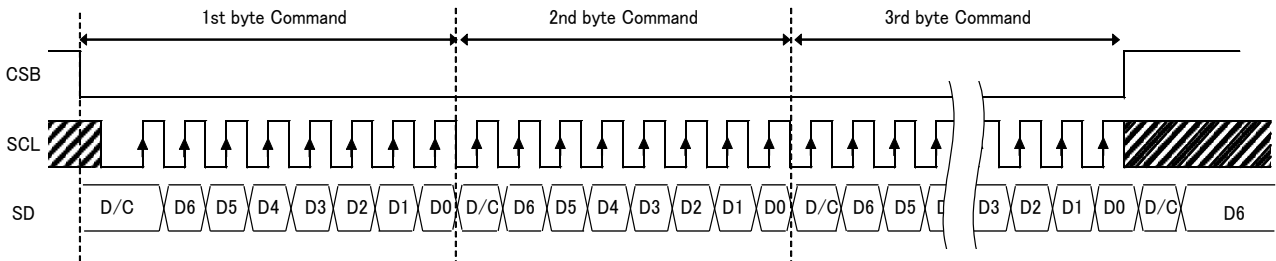 1st byte Command 2nd byte Command 3rd byte Command
CSB
SCL
SD D/C D6 D5 D4 D3 D2 D1 D0 D/C D6 D5 D4 D3 D2 D1 D0 D/C D6 D5 D D3 D2 D1 D0 D/C D6